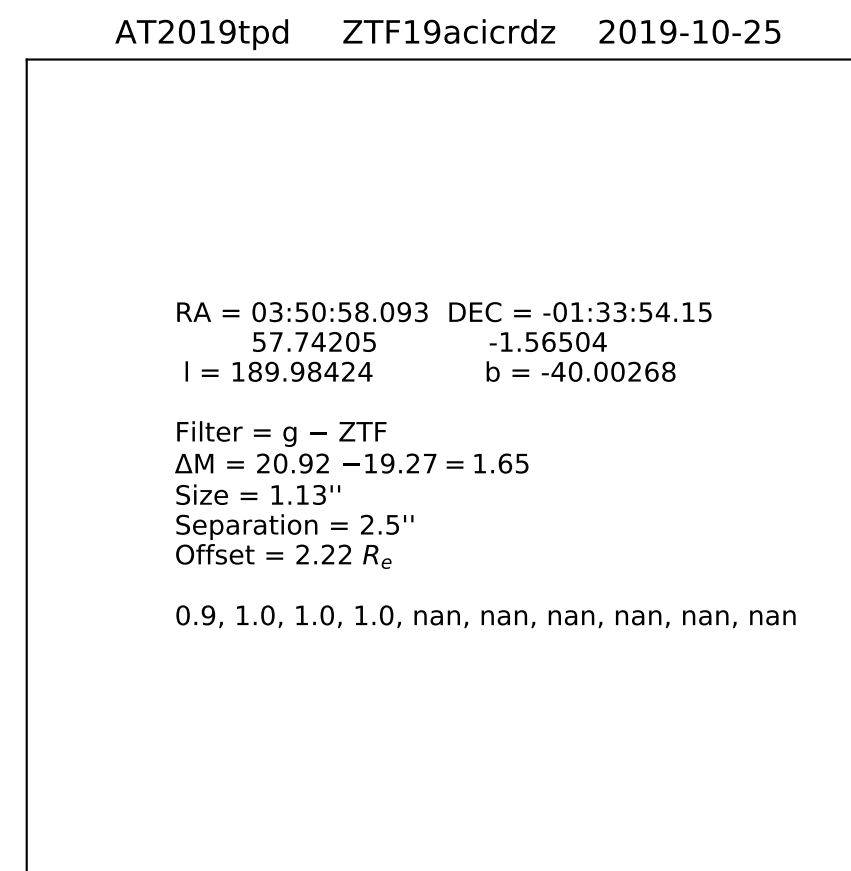 AT2019tpd ZTF19acicrdz 2019-10-25
RA = 03:50:58.093 DEC = -01:33:54.15
57.74205 -1.56504
l = 189.98424 b = -40.00268
Filter = g − ZTF
ΔM = 20.92 −19.27 = 1.65
Size = 1.13''
Separation = 2.5''
Offset = 2.22 Rₑ
0.9, 1.0, 1.0, 1.0, nan, nan, nan, nan, nan, nan